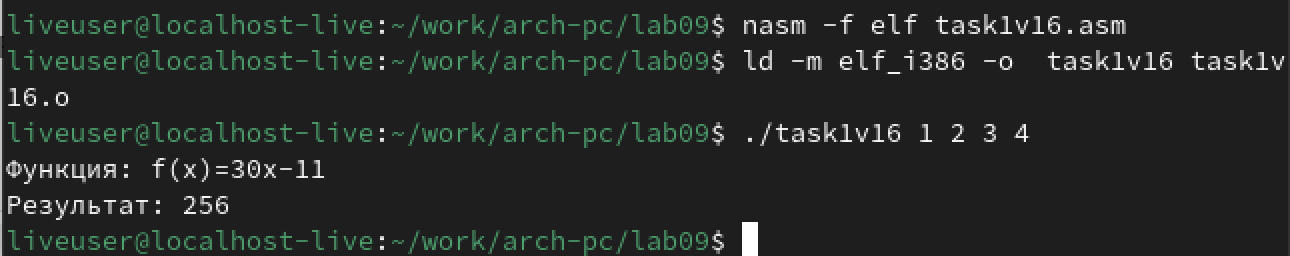 liveuser@localhost-live:~/work/arch-pc/lab09$ nasm -f elf task1v16.asm
liveuser@localhost-live:~/work/arch-pc/lab09$ ld -m elf_i386 -o  task1v16 task1v
16.o
liveuser@localhost-live:~/work/arch-pc/lab09$ ./task1v16 1 2 3 4
Функция: f(x)=30x-11
Результат: 256
liveuser@localhost-live:~/work/arch-pc/lab09$